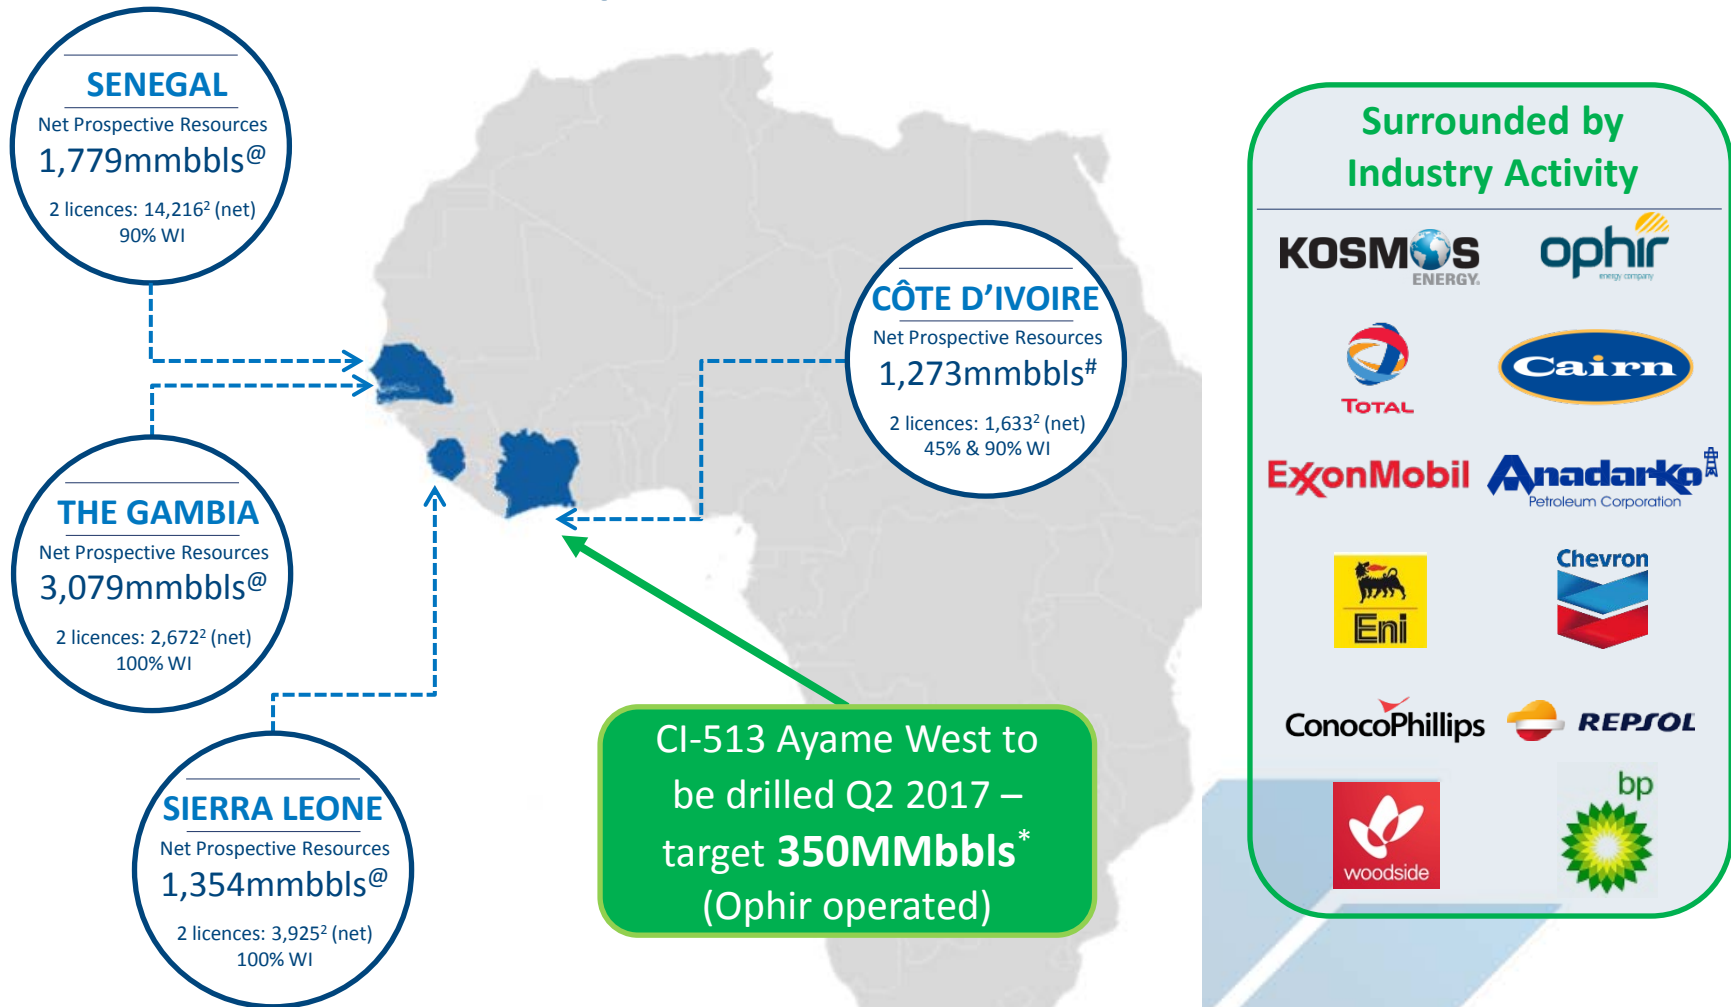 SENEGAL
Net Prospective Resources
1,779mmbbls@
2 licences: 14,216² (net)
90% WI
THE GAMBIA
Net Prospective Resources
3,079mmbbls@
2 licences: 2,672² (net)
100% WI
SIERRA LEONE
Net Prospective Resources
1,354mmbbls@
2 licences: 3,925² (net)
100% WI
CÔTE D’IVOIRE
Net Prospective Resources
1,273mmbbls#
2 licences: 1,633² (net)
45% & 90% WI
CI-513 Ayame West to
be drilled Q2 2017 –
target 350MMbbls*
(Ophir operated)
Surrounded by
Industry Activity
KOSMOS
ENERGY.
ophir
energy company
TOTAL
Cairn
ExxonMobil
Anadarko
Petroleum Corporation
Eni
Chevron
ConocoPhillips
REPSOL
woodside
bp